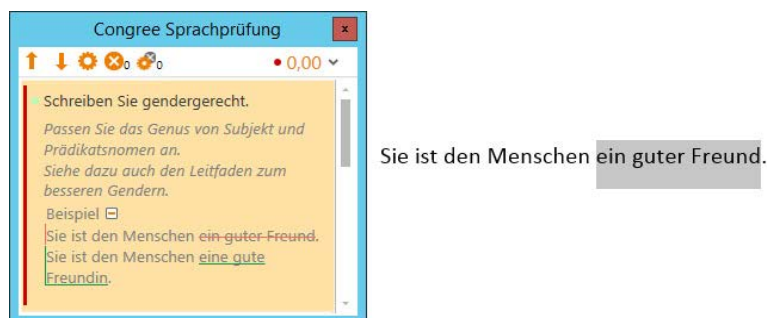 Congree Sprachprüfung
0 0 0,00
Schreiben Sie gendergerecht.
Passen Sie das Genus von Subjekt und
Prädikatsnomen an.
Siehe dazu auch den Leitfaden zum
besseren Gendern.
Beispiel
Sie ist den Menschen ein guter Freund.
Sie ist den Menschen eine gute
Freundin.
Sie ist den Menschen ein guter Freund.